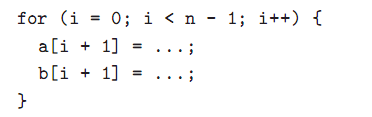 for (i = 0; i < n - 1; i++) {
  a[i + 1] = ...;
  b[i + 1] = ...;
}